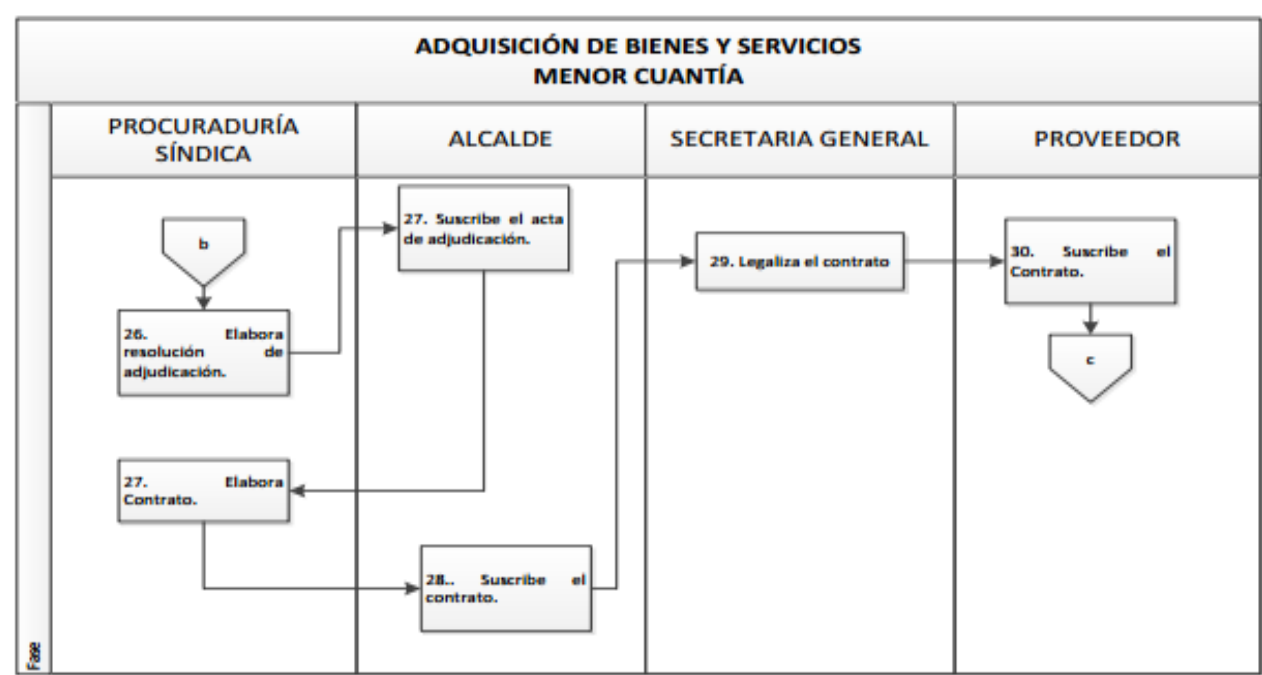 ADQUISICIÓN DE BIENES Y SERVICIOS
MENOR CUANTÍA
PROCURADURÍA
SÍNDICA
ALCALDE
SECRETARIA GENERAL
PROVEEDOR
b
26. Elabora
resolución de
adjudicación.
27. Suscribe el acta
de adjudicación.
27. Elabora
Contrato.
28.. Suscribe el
contrato.
29. Legaliza el contrato
30. Suscribe el
Contrato.
c
Fase